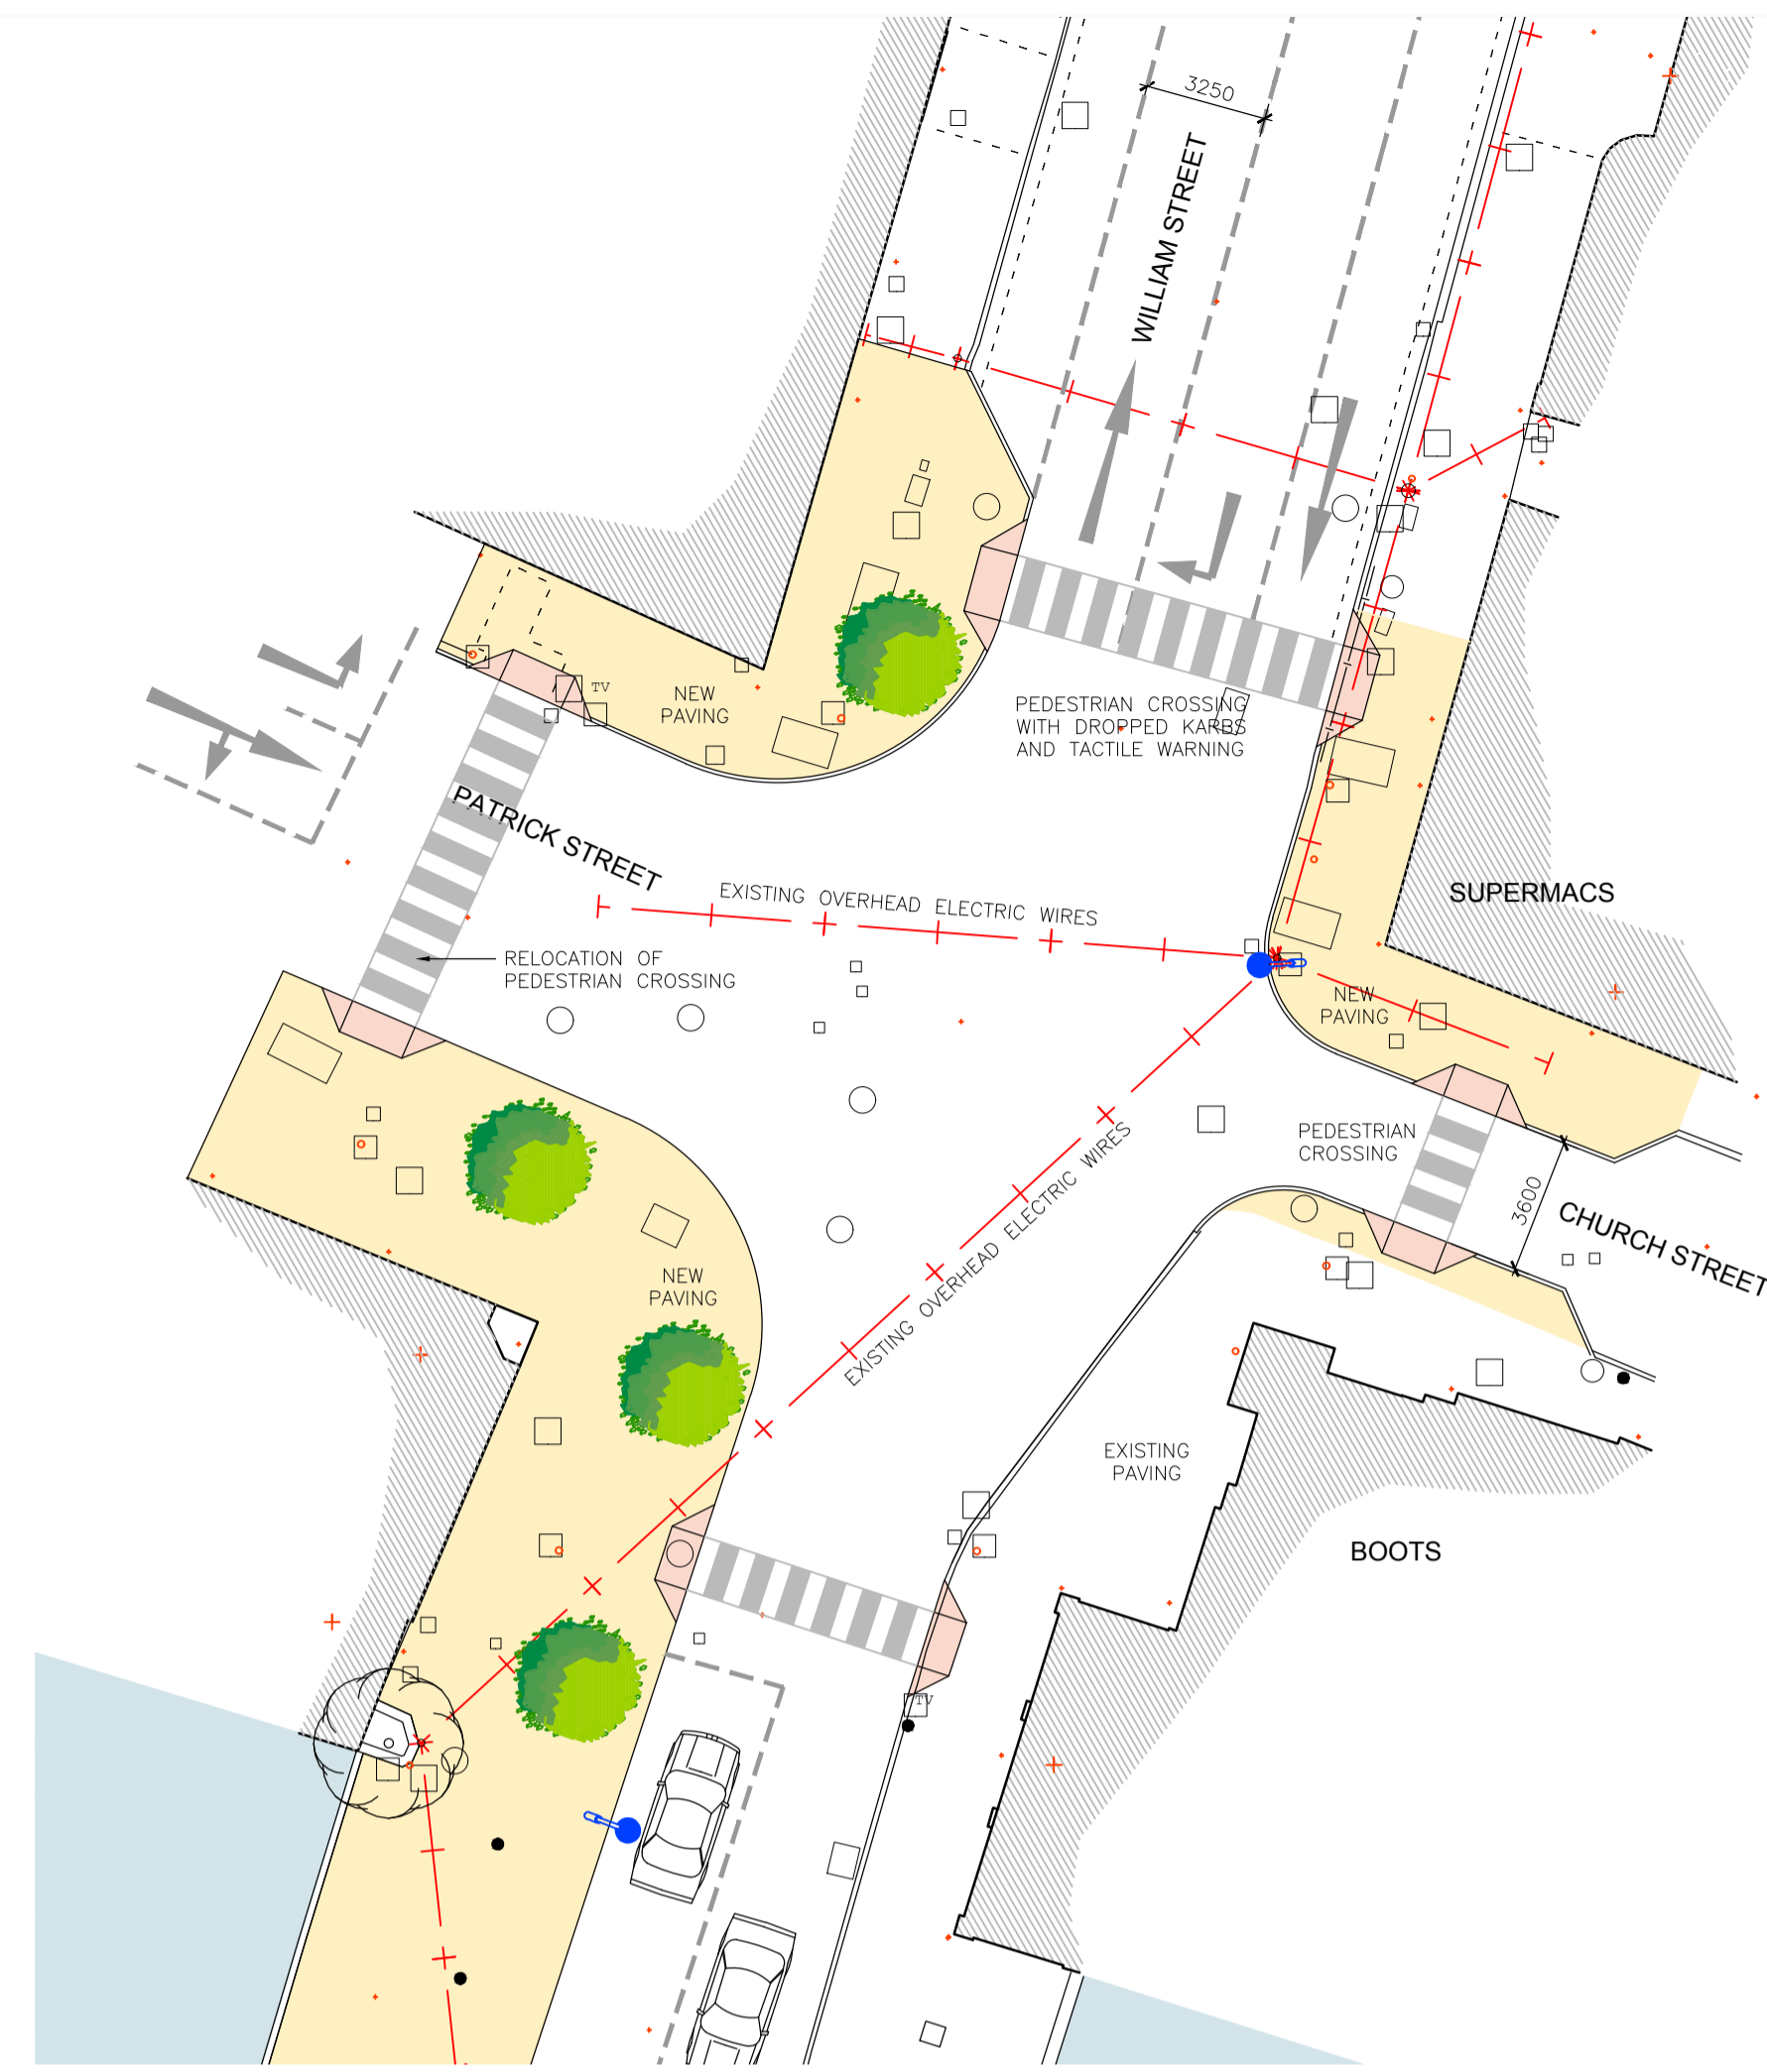 3250
WILLIAM STREET
TV
NEW
PAVING
PEDESTRIAN CROSSING
WITH DROPPED KARBS
AND TACTILE WARNING
PATRICK STREET
EXISTING OVERHEAD ELECTRIC WIRES
SUPERMACS
RELOCATION OF
PEDESTRIAN CROSSING
NEW
PAVING
PEDESTRIAN
CROSSING
3600
CHURCH STREET
EXISTING OVERHEAD ELECTRIC WIRES
NEW
PAVING
EXISTING
PAVING
BOOTS
TV